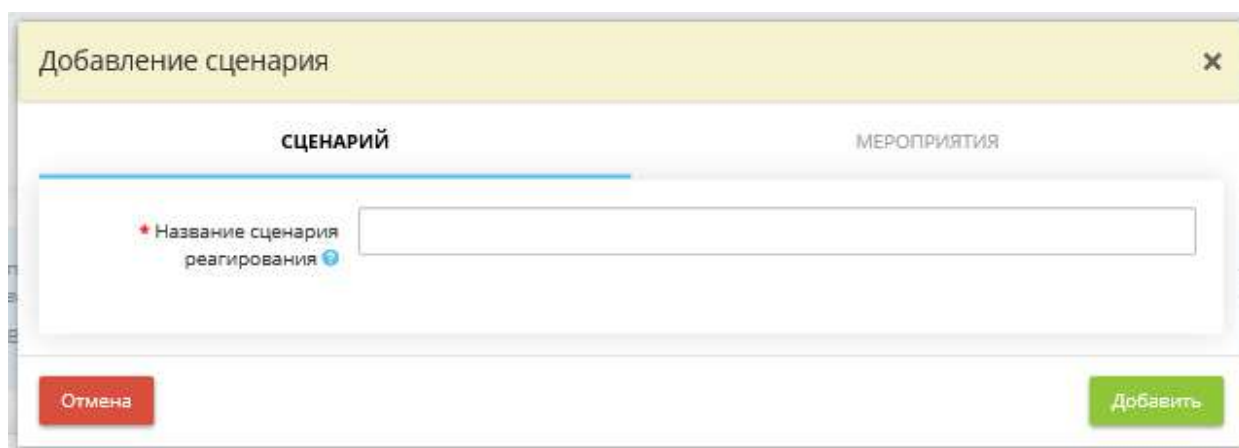 Добавление сценария
СЦЕНАРИЙ МЕРОПРИЯТИЯ
* Название сценария
реагирования
Отмена Добавить